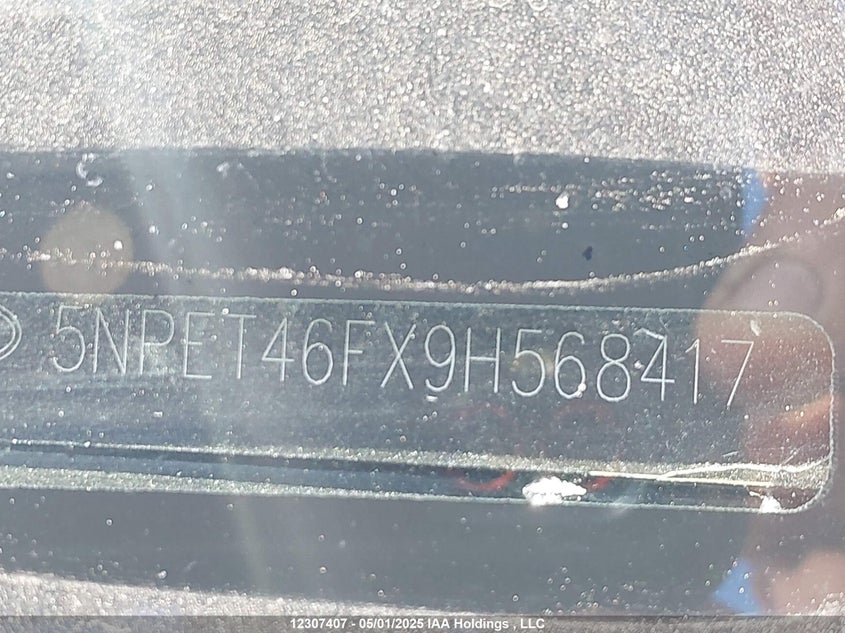 5NPET46FX9H568417
12307407 - 05/01/2025 IAA Holdings , LLC